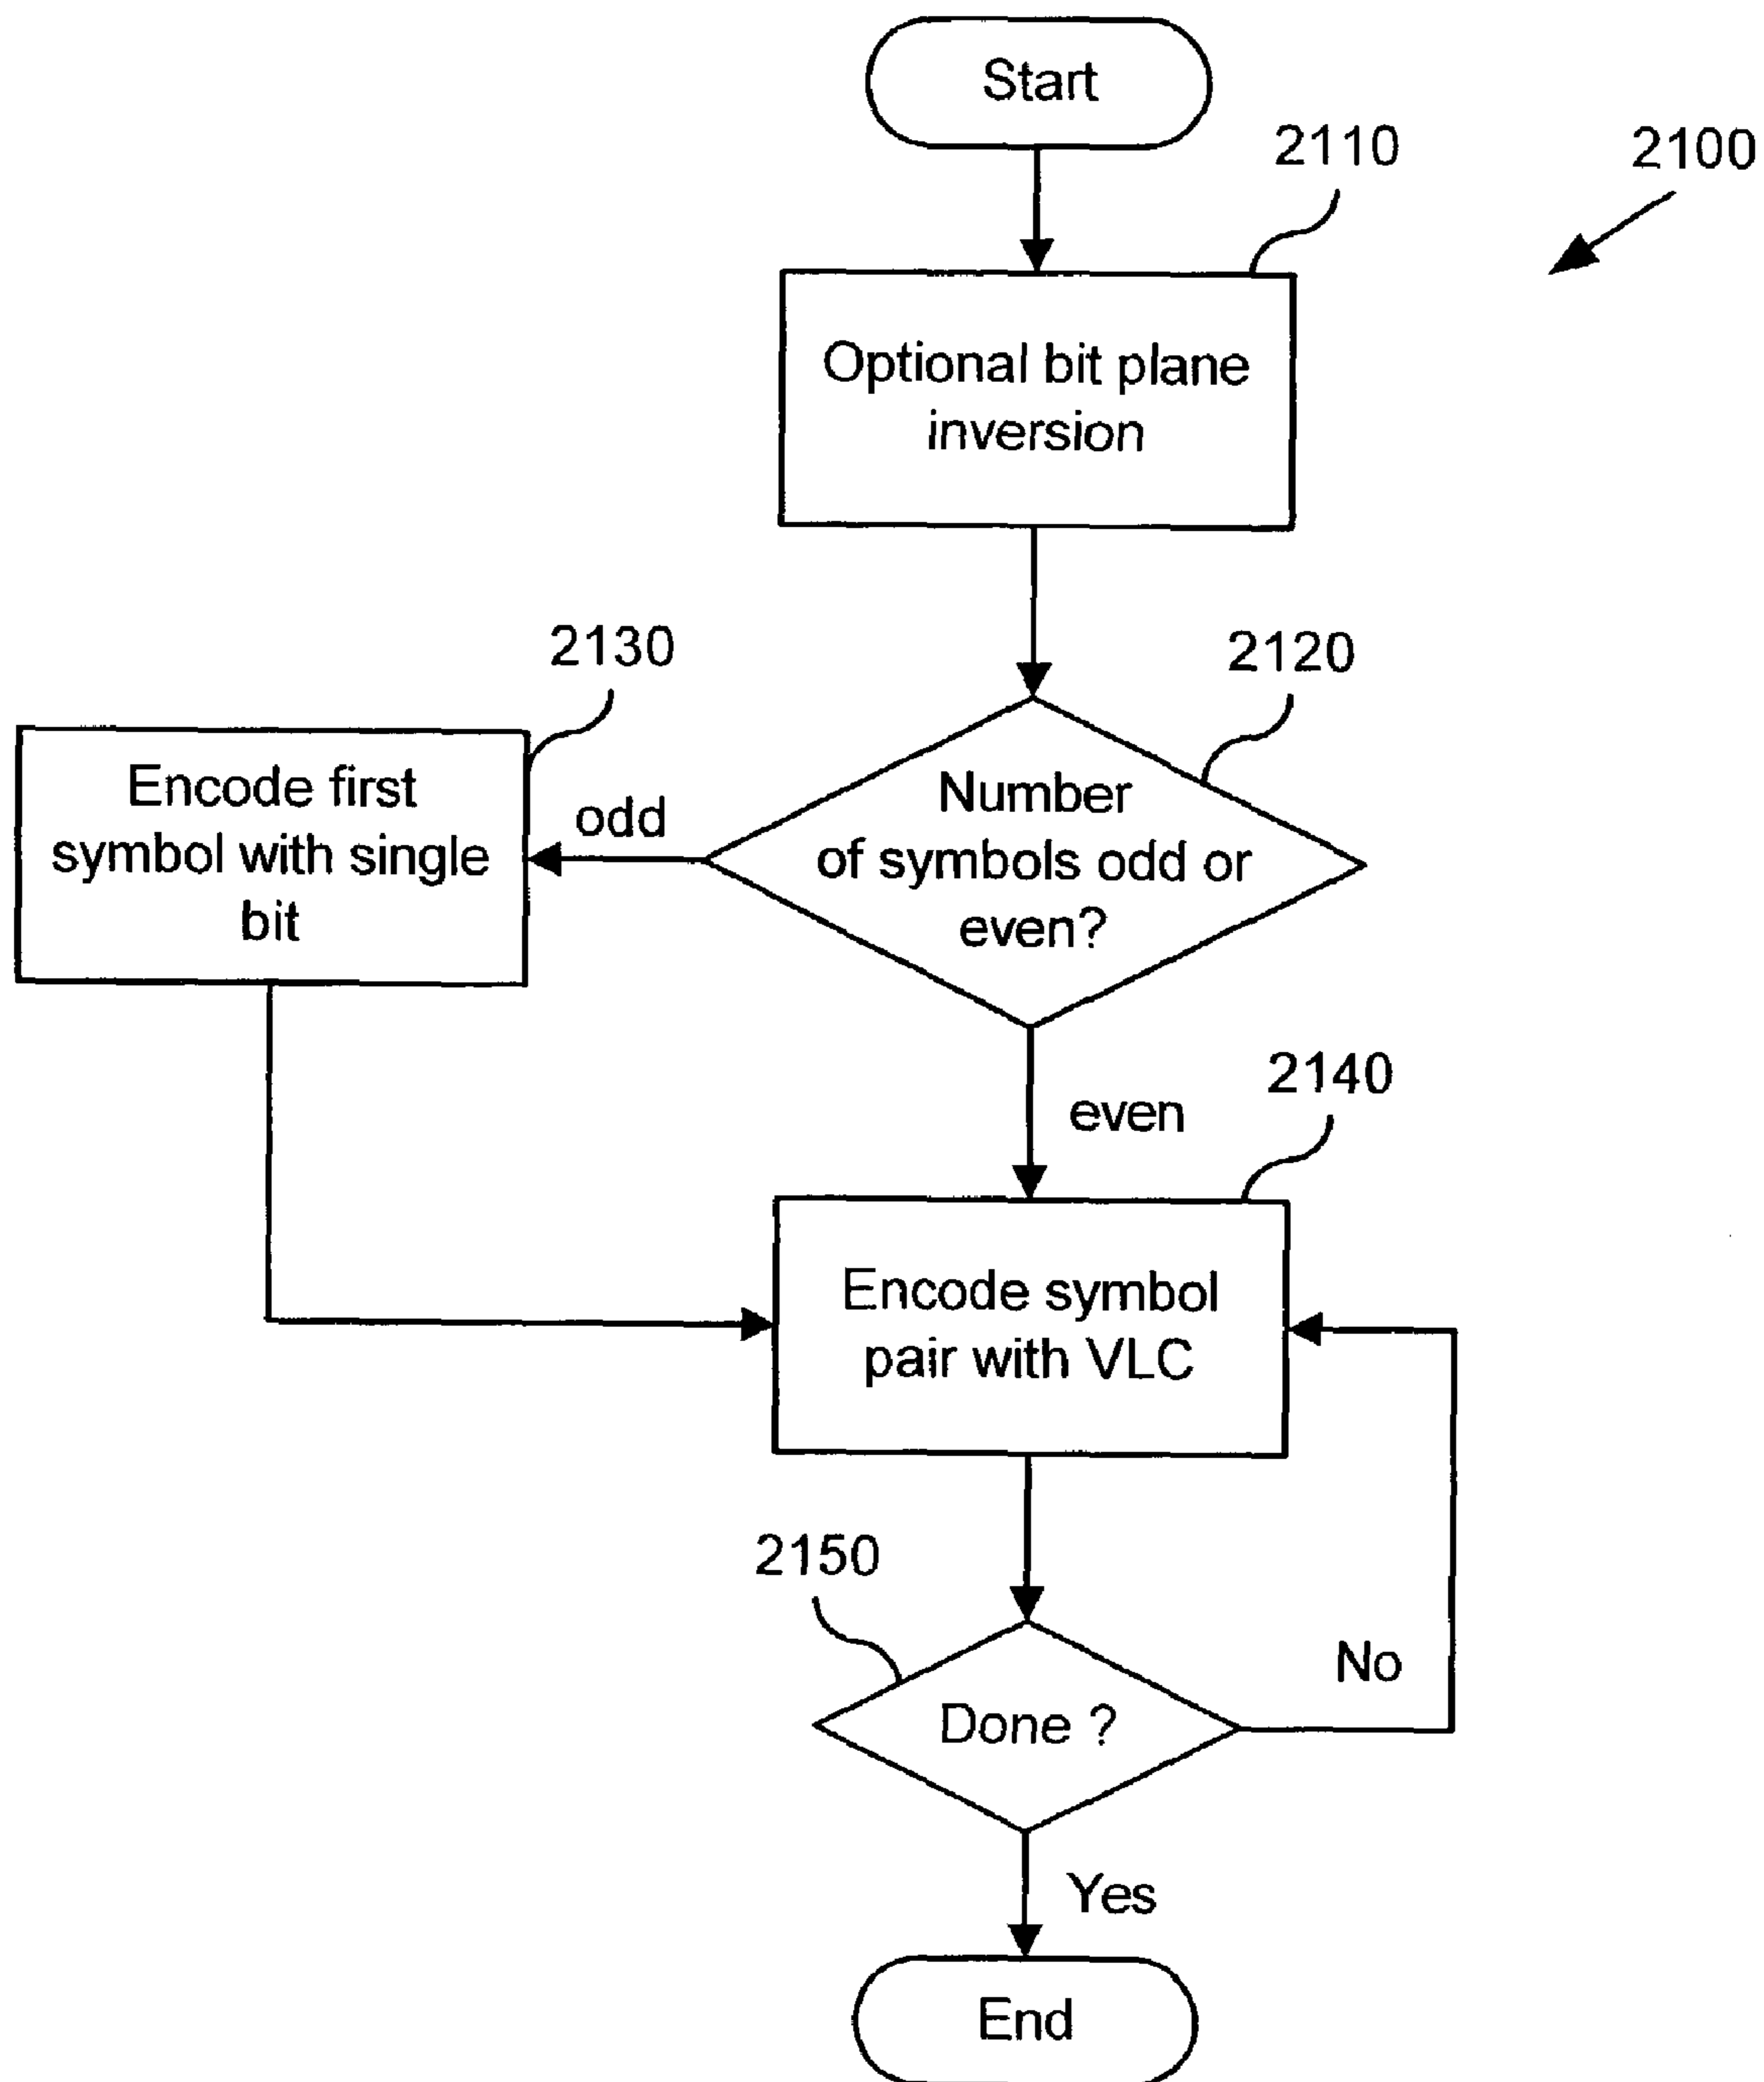 Start
2110
2100
Optional bit plane
inversion
2130
2120
Encode first
symbol with single
bit
odd
Number
of symbols odd or
even?
even
2140
Encode symbol
pair with VLC
2150
Done ?
No
Yes
End